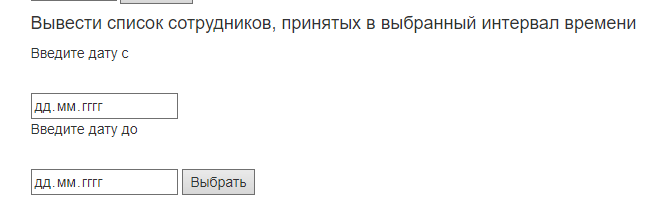 Вывести список сотрудников, принятых в выбранный интервал времени
Введите дату с
дд.мм.гггг
Введите дату до
дд.мм.гггг Выбрать